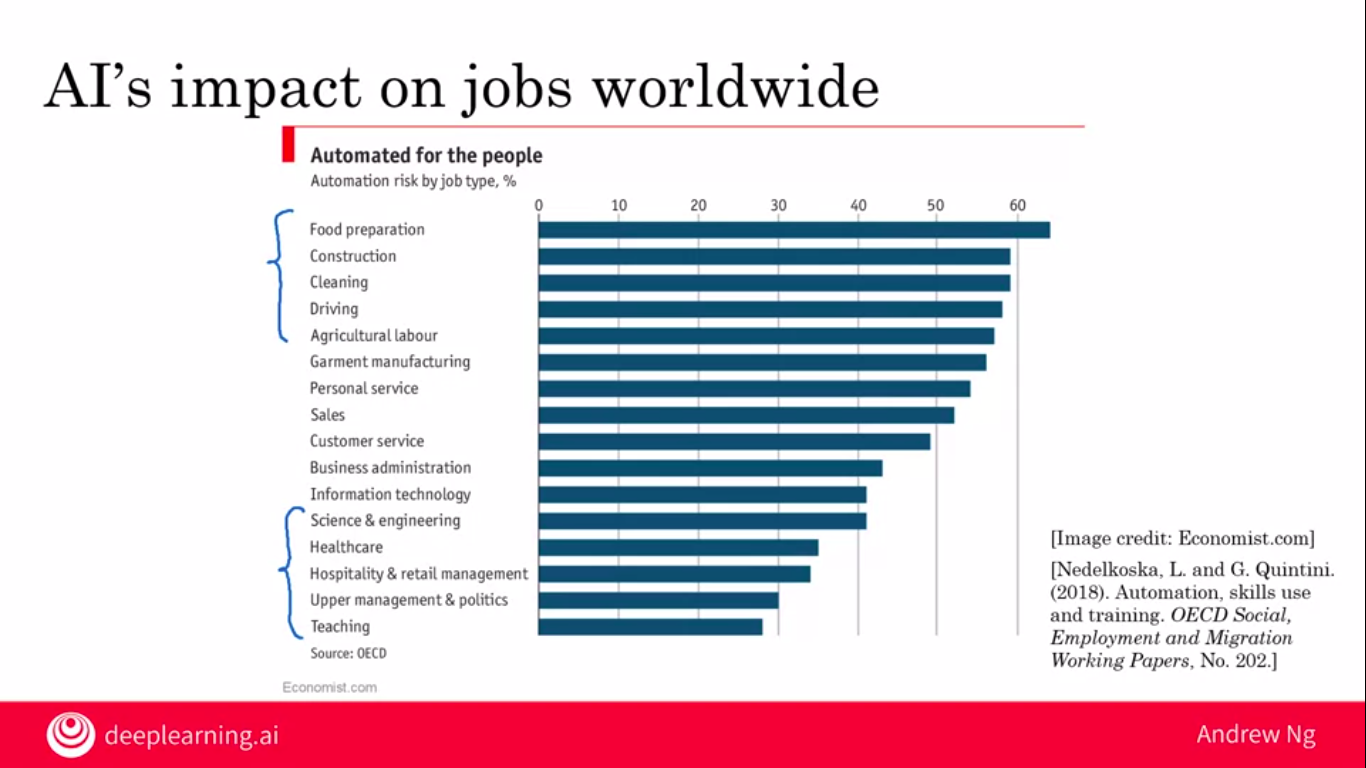 AI’s impact on jobs worldwide
Automated for the people
Automation risk by job type, %
0 10 20 30 40 50 60
Food preparation
Construction
Cleaning
Driving
Agricultural labour
Garment manufacturing
Personal service
Sales
Customer service
Business administration
Information technology
Science & engineering
Healthcare
Hospitality & retail management
Upper management & politics
Teaching
Source: OECD
Economist.com
[Image credit: Economist.com]
[Nedelkoska, L. and G. Quintini.
(2018). Automation, skills use
and training. OECD Social,
Employment and Migration
Working Papers, No. 202.]
deeplearning.ai
Andrew Ng